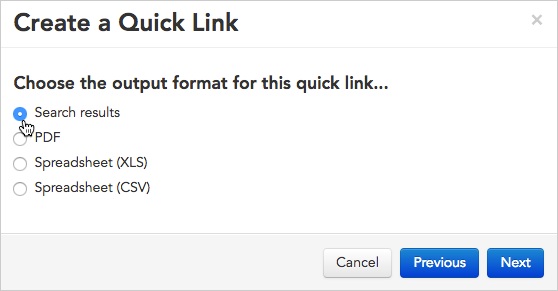 Create a Quick Link
×
Choose the output format for this quick link...
Search results
PDF
Spreadsheet (XLS)
Spreadsheet (CSV)
Cancel Previous Next